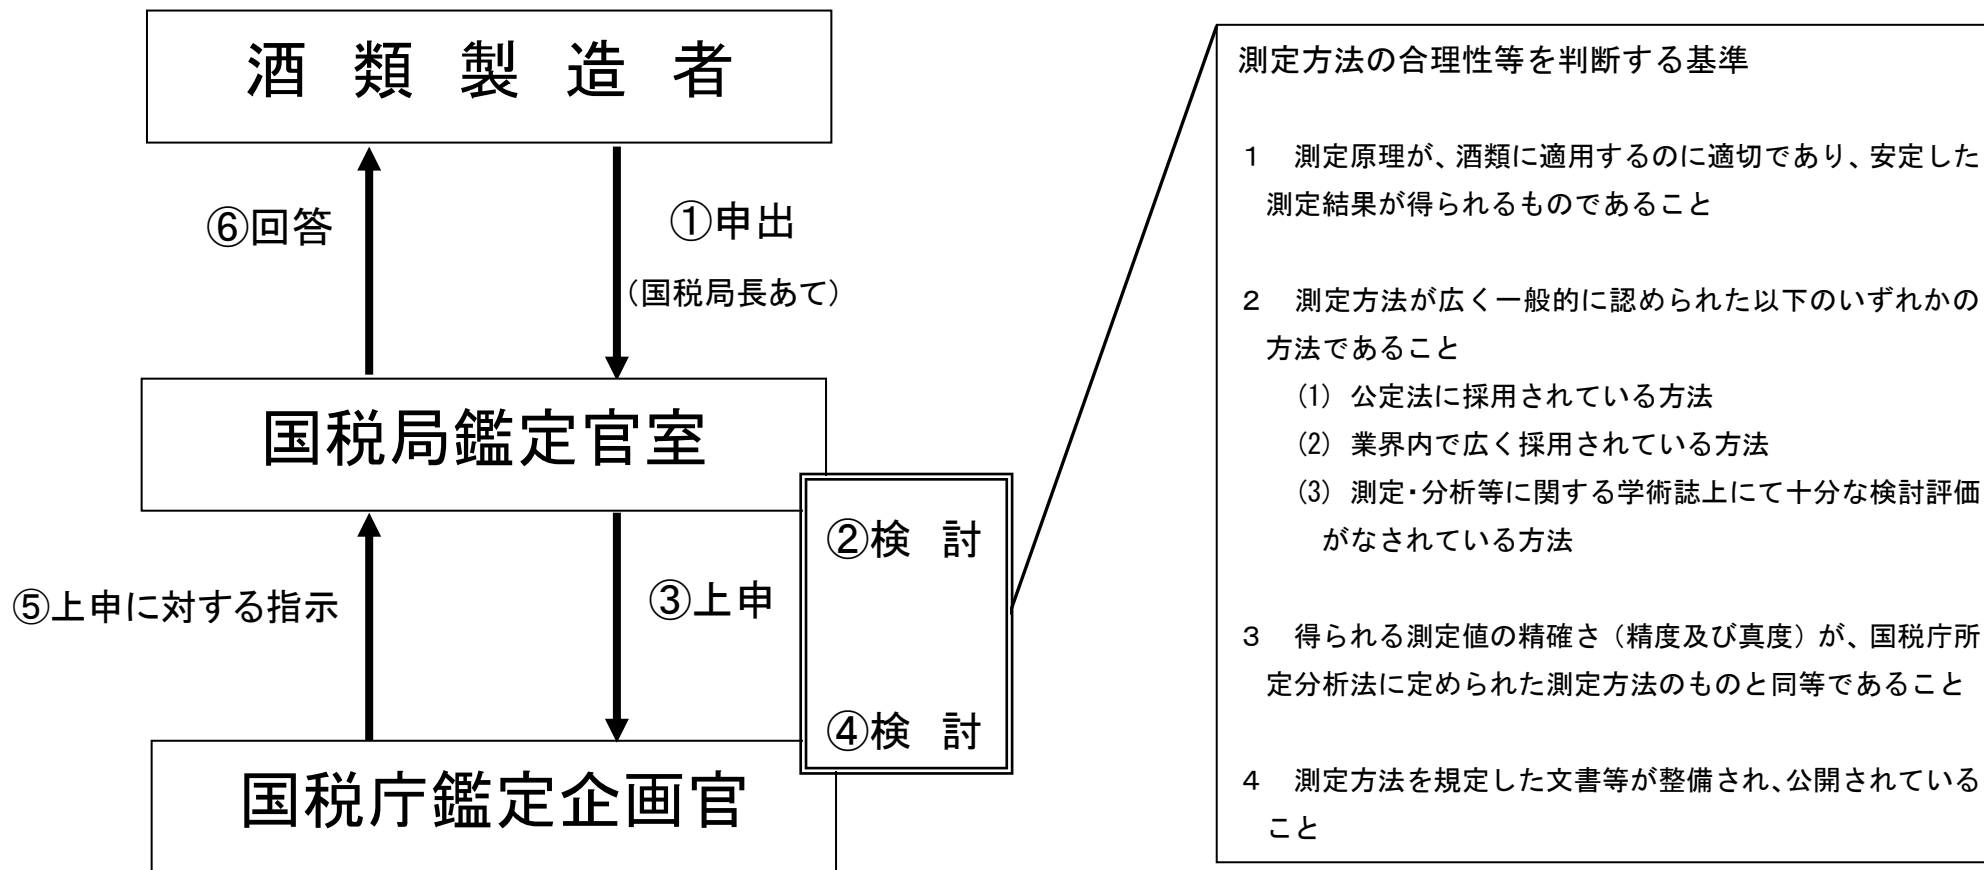 酒類製造者
⑥回答
①申出
(国税局長あて)
国税局鑑定官室
②検討
⑤上申に対する指示
③上申
④検討
国税庁鑑定企画官
測定方法の合理性等を判断する基準
1 測定原理が、酒類に適用するのに適切であり、安定した
測定結果が得られるものであること
2 測定方法が広く一般的に認められた以下のいずれかの
方法であること
(1) 公定法に採用されている方法
(2) 業界内で広く採用されている方法
(3) 測定・分析等に関する学術誌上にて十分な検討評価
がなされている方法
3 得られる測定値の精確さ（精度及び真度）が、国税庁所
定分析法に定められた測定方法のものと同等であること
4 測定方法を規定した文書等が整備され、公開されている
こと